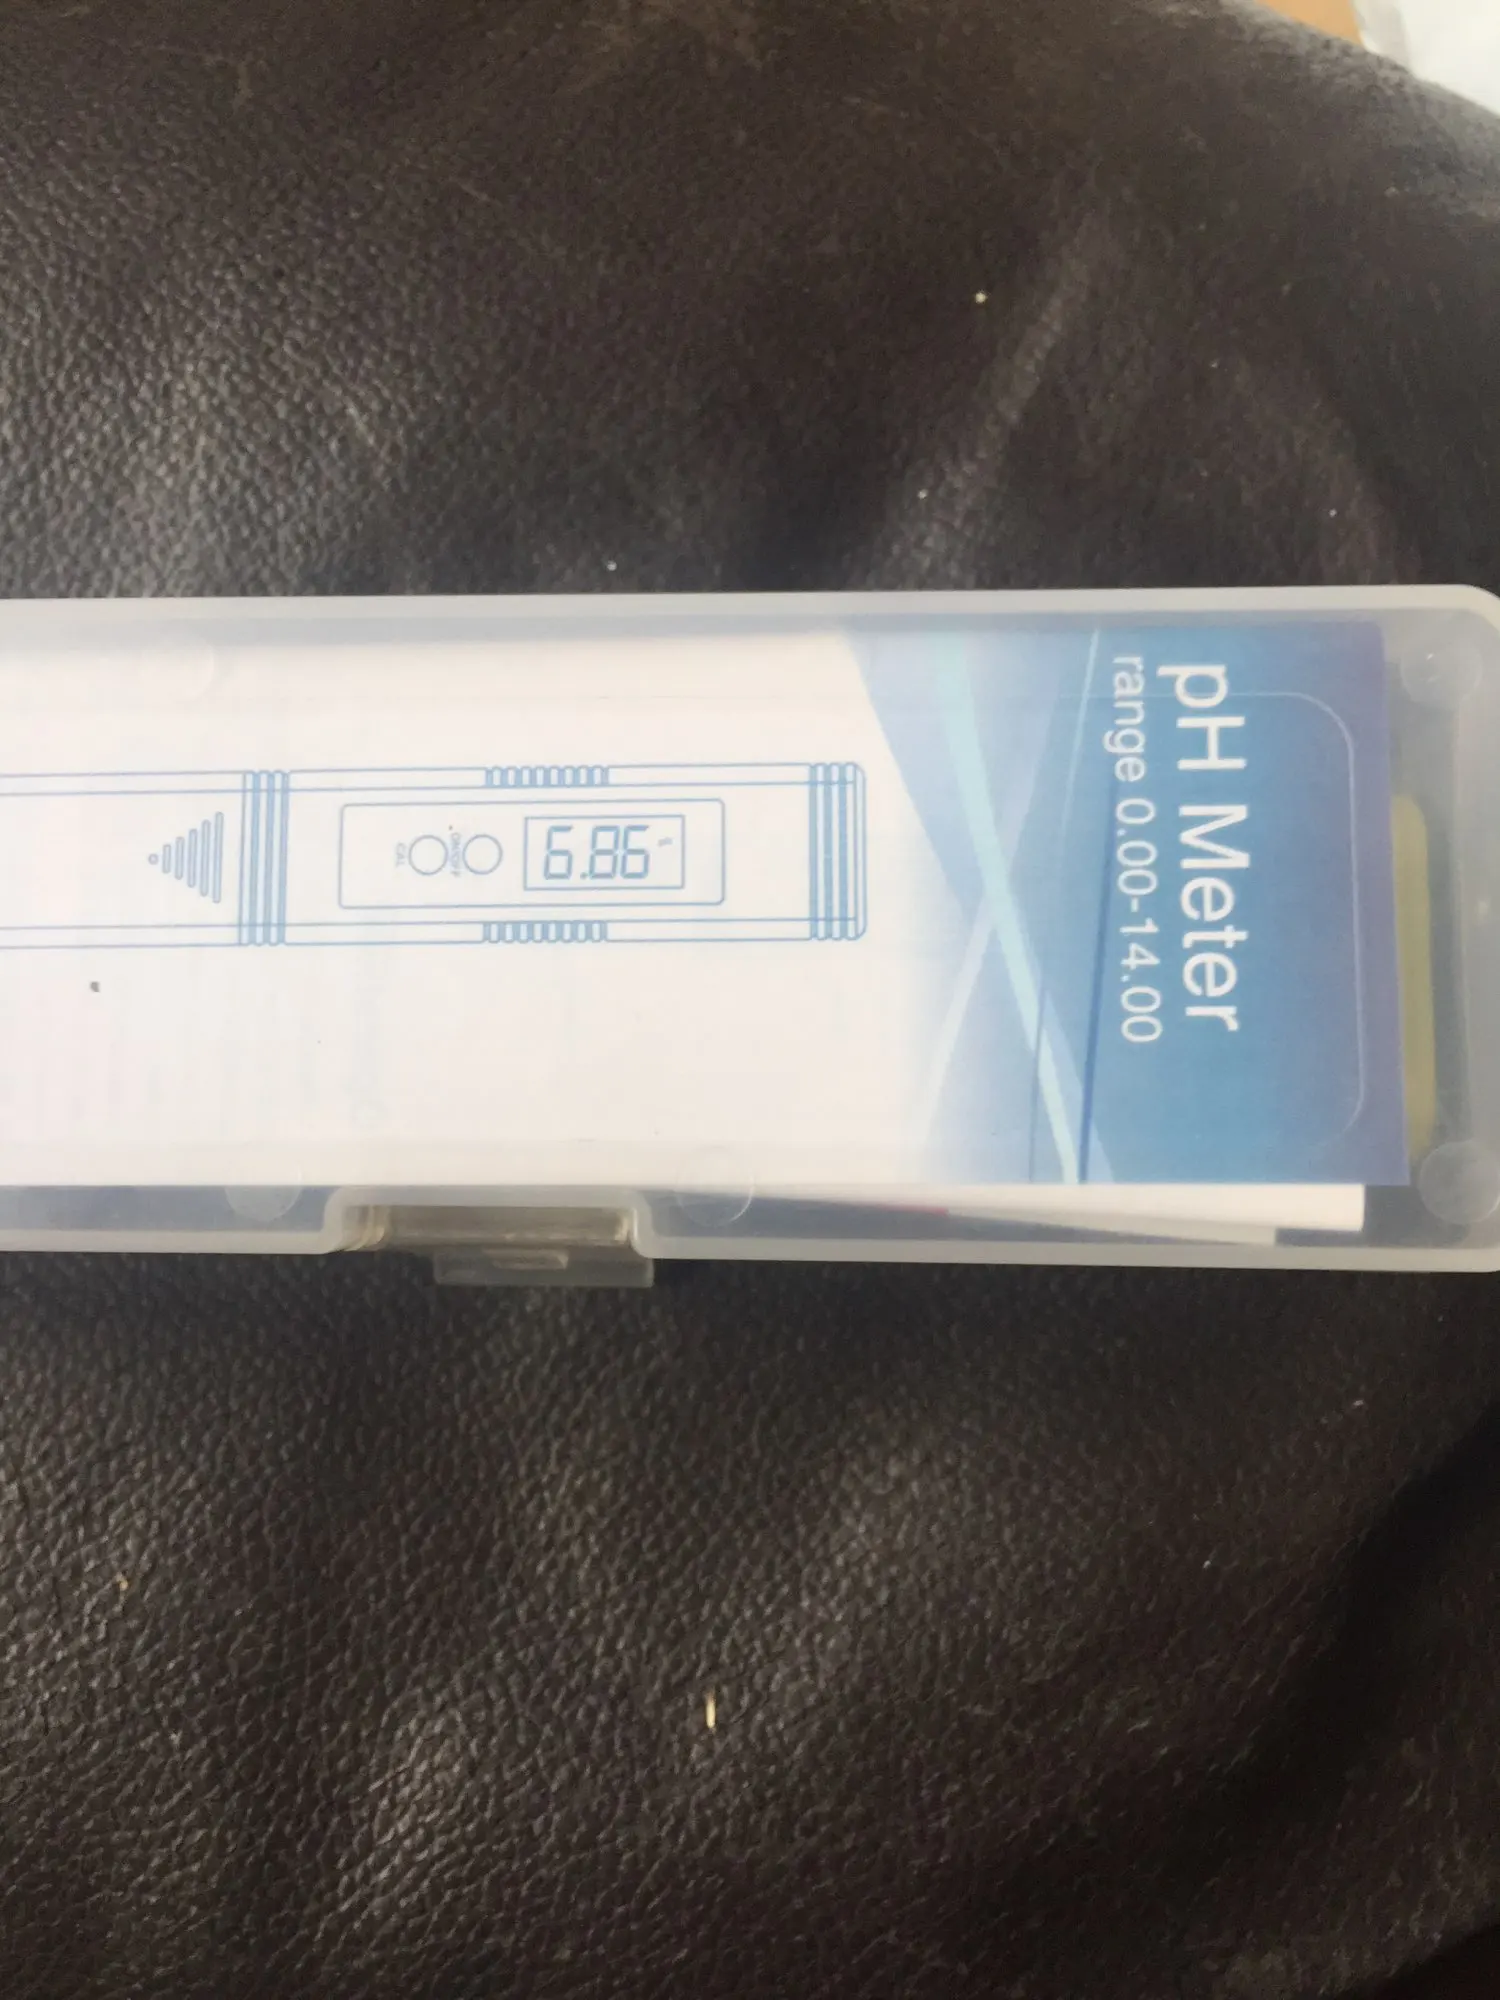 pH Meter
range 0.00-14.00
6.86
ON/OFF
CAL